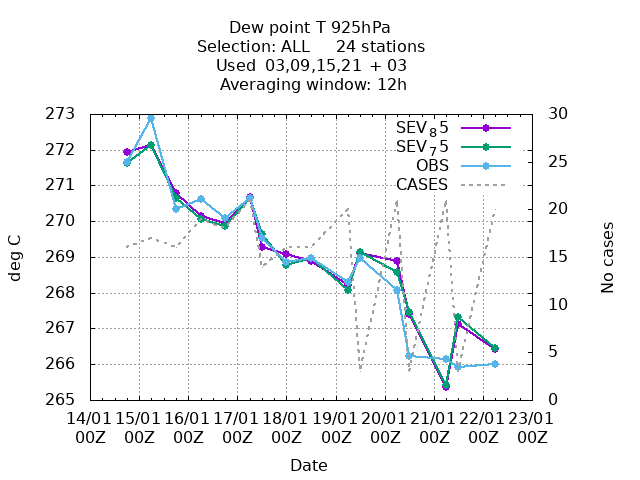 Dew point T 925hPa
Selection: ALL     24 stations
Used  03,09,15,21 + 03
Averaging window: 12h
273 30
SEV₈5
272 25
SEV₇5
OBS
271 CASES
270 20
269 15
268 10
267
266 5
265 0
deg C
No cases
14/01 15/01 16/01 17/01 18/01 19/01 20/01 21/01 22/01 23/01
00Z 00Z 00Z 00Z 00Z 00Z 00Z 00Z 00Z 00Z
Date